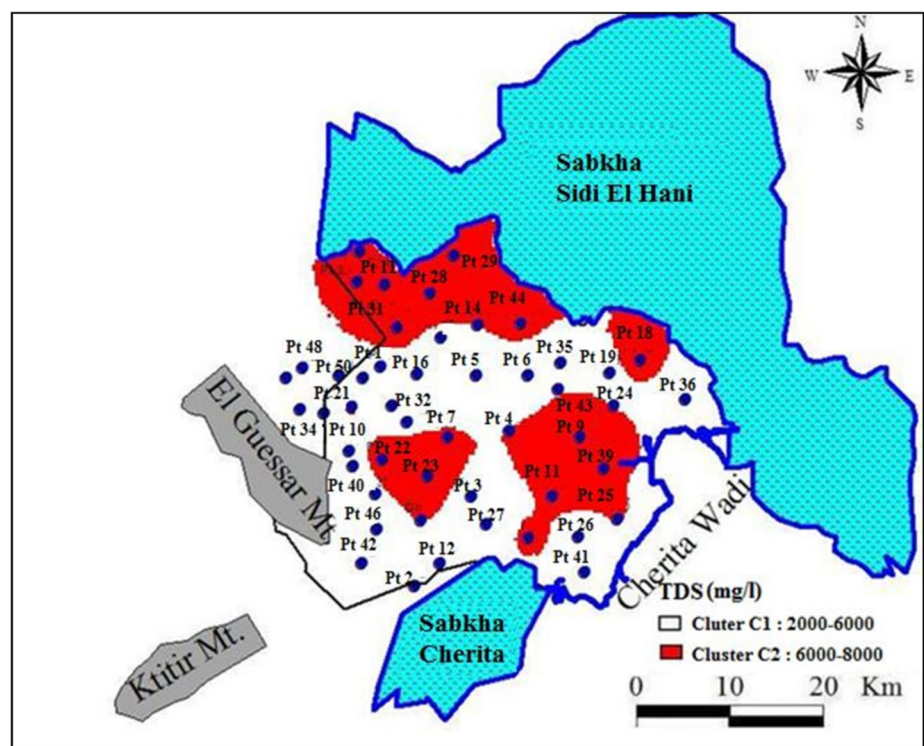 N
W E
S
Sabkha
Sidi El Hani
Pt 29
Pt 11
Pt 28
Pt 44
Pt 31
Pt 14
Pt 18
Pt 48
Pt 50
Pt 1
Pt 16
Pt 5
Pt 6
Pt 35
Pt 19
Pt 36
Pt 21
Pt 32
Pt 24
Pt 43
Pt 34
Pt 10
Pt 7
Pt 4
Pt 9
El Guessar Mt
Pt 22
Pt 23
Pt 39
Pt 40
Pt 3
Pt 11
Pt 25
Pt 46
Pt 27
Pt 26
Pt 42
Pt 12
Pt 41
Pt 2
Cherita Wadi
Sabkha
Cherita
Ktitir Mt.
TDS (mg/l)
Cluter C1 : 2000-6000
Cluster C2 : 6000-8000
0 10 20 Km